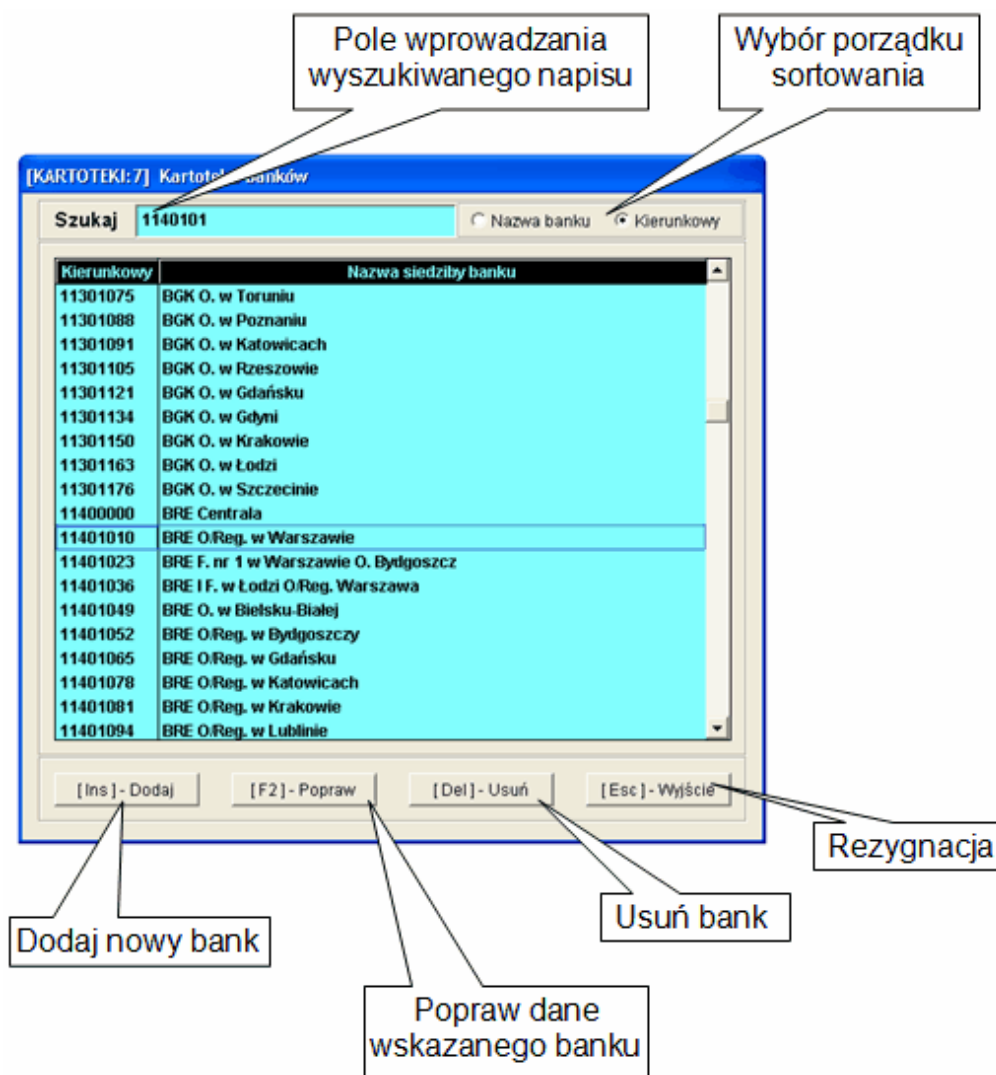 Pole wprowadzania
wyszukiwanego napisu
Wybór porządku
sortowania
[KARTOTEKI:7] Kartoteka banków
Szukaj 1140101 Nazwa banku Kierunkowy
Kierunkowy Nazwa siedziby banku
11301075 BGK O. w Toruniu
11301088 BGK O. w Poznaniu
11301091 BGK O. w Katowicach
11301105 BGK O. w Rzeszowie
11301121 BGK O. w Gdańsku
11301134 BGK O. w Gdyni
11301150 BGK O. w Krakowie
11301163 BGK O. w Łodzi
11301176 BGK O. w Szczecinie
11400000 BRE Centrala
11401010 BRE O/Reg. w Warszawie
11401023 BRE F. nr 1 w Warszawie O. Bydgoszcz
11401036 BRE I F. w Łodzi O/Reg. Warszawa
11401049 BRE O. w Bielsku-Białej
11401052 BRE O/Reg. w Bydgoszczy
11401065 BRE O/Reg. w Gdańsku
11401078 BRE O/Reg. w Katowicach
11401081 BRE O/Reg. w Krakowie
11401094 BRE O/Reg. w Lublinie
[Ins] - Dodaj [F2] - Popraw [Del] - Usuń [Esc] - Wyjście
Rezygnacja
Usuń bank
Dodaj nowy bank
Popraw dane
wskazanego banku